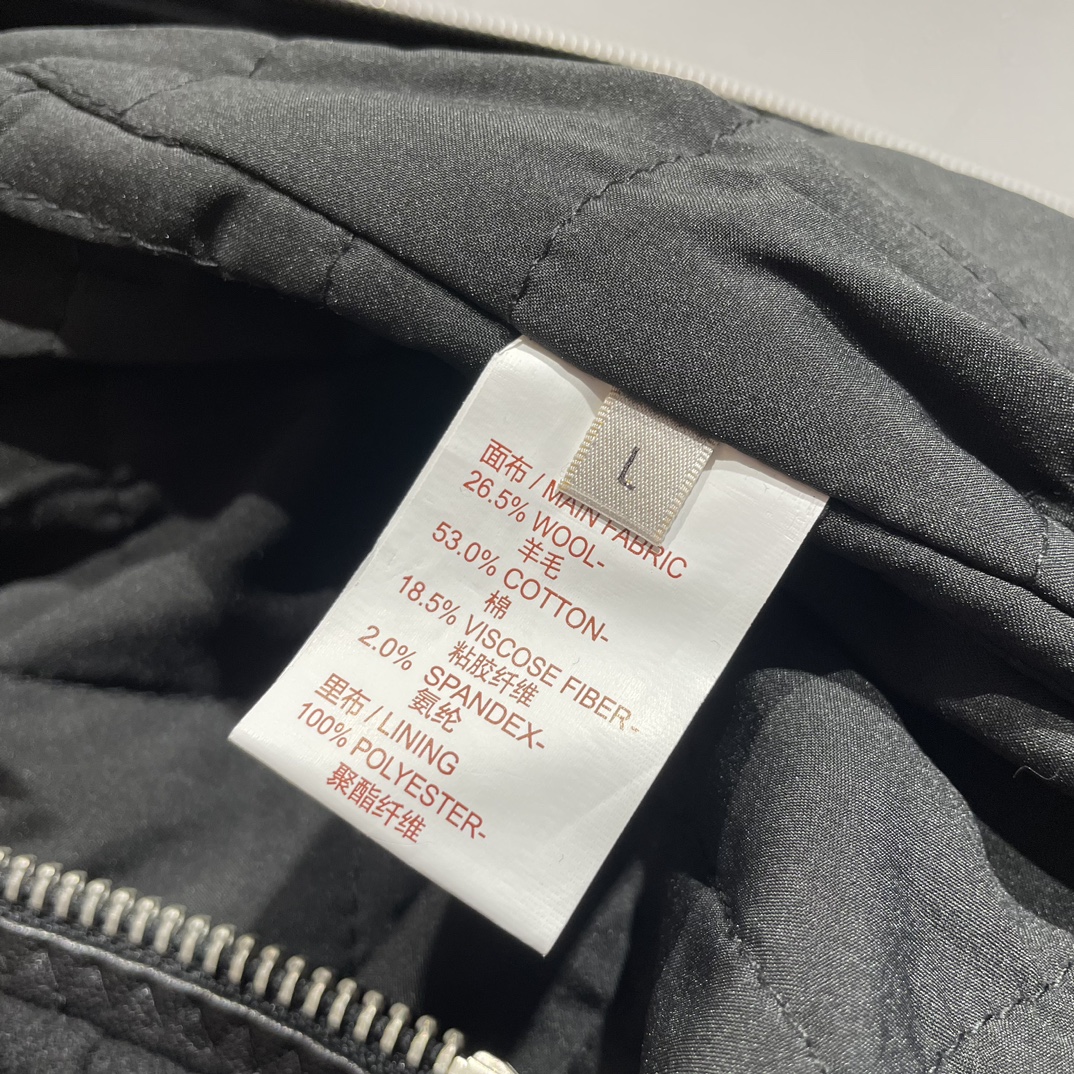 L
面布 / MAIN FABRIC
26.5% WOOL-
羊毛
53.0% COTTON-
棉
18.5% VISCOSE FIBER-
粘胶纤维
2.0% SPANDEX-
氨纶
里布 / LINING
100% POLYESTER-
聚酯纤维